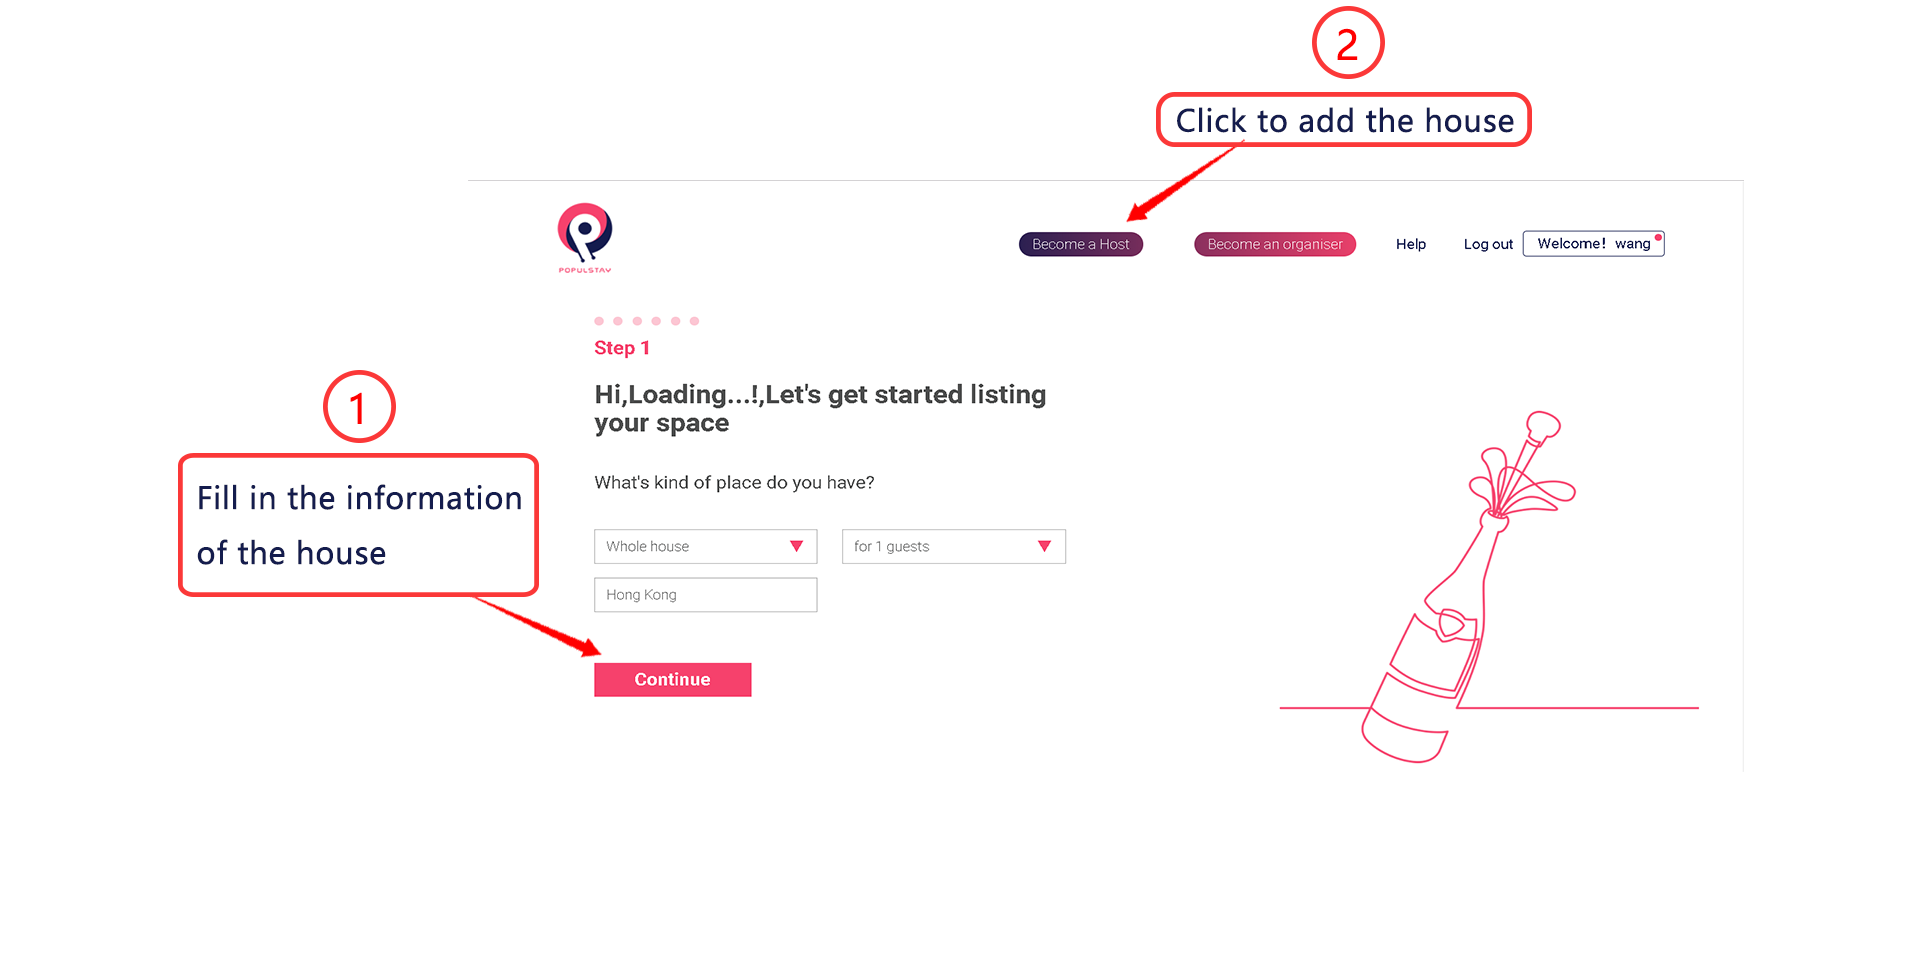 2
Click to add the house
POPULSTAY
Become a Host
Become an organiser
Help
Log out
Welcome! wang
Step 1
Hi,Loading...!,Let's get started listing
your space
1
Fill in the information
of the house
What's kind of place do you have?
Whole house
for 1 guests
Hong Kong
Continue